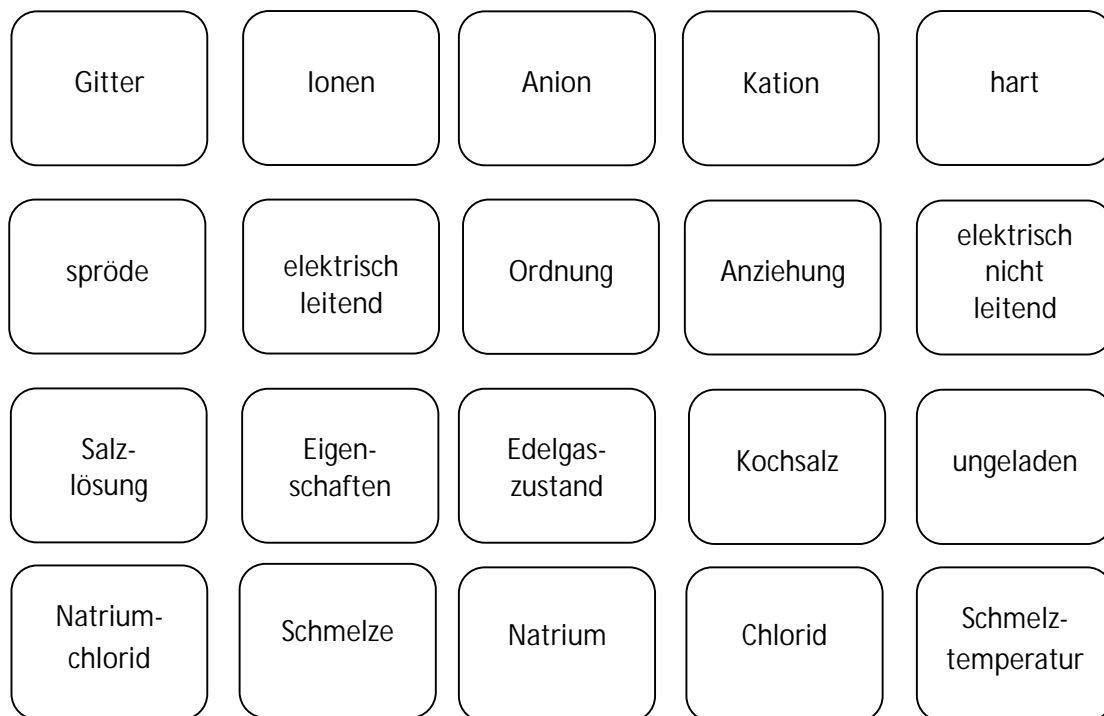 Gitter
Ionen
Anion
Kation
hart
spröde
elektrisch
leitend
Ordnung
Anziehung
elektrisch
nicht
leitend
Salz-
lösung
Eigen-
schaften
Edelgas-
zustand
Kochsalz
ungeladen
Natrium-
chlorid
Schmelze
Natrium
Chlorid
Schmelz-
temperatur